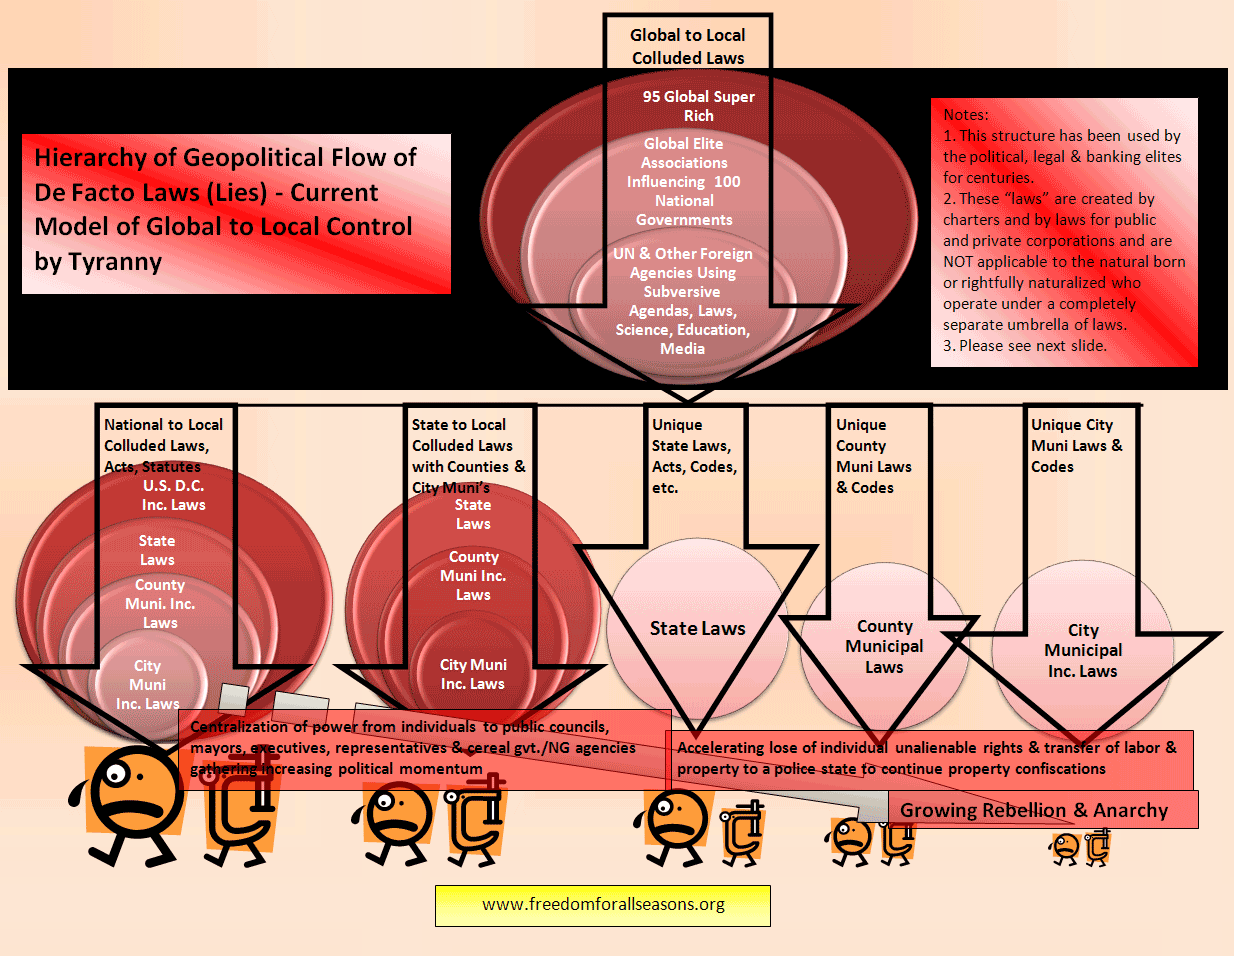 Global to Local
Colluded Laws
95 Global Super
Rich
Global Elite
Associations
Influencing 100
National
Governments
UN & Other Foreign
Agencies Using
Subversive
Agendas, Laws,
Science, Education,
Media
Hierarchy of Geopolitical Flow of
De Facto Laws (Lies) - Current
Model of Global to Local Control
by Tyranny
Notes:
1. This structure has been used by
the political, legal & banking elites
for centuries.
2. These “laws” are created by
charters and by laws for public
and private corporations and are
NOT applicable to the natural born
or rightfully naturalized who
operate under a completely
separate umbrella of laws.
3. Please see next slide.
National to Local
Colluded Laws,
Acts, Statutes
U.S. D.C.
Inc. Laws
State
Laws
County
Muni. Inc.
Laws
City
Muni
Inc. Laws
State to Local
Colluded Laws
with Counties &
City Muni’s
State
Laws
County
Muni Inc.
Laws
City Muni
Inc. Laws
Unique
State Laws,
Acts, Codes,
etc.
State Laws
Unique
County
Muni Laws
& Codes
County
Municipal
Laws
Unique City
Muni Laws &
Codes
City
Municipal
Inc. Laws
Centralization of power from individuals to public councils,
mayors, executives, representatives & cereal gvt./NG agencies
gathering increasing political momentum
Accelerating lose of individual unalienable rights & transfer of labor &
property to a police state to continue property confiscations
Growing Rebellion & Anarchy
www.freedomforallseasons.org